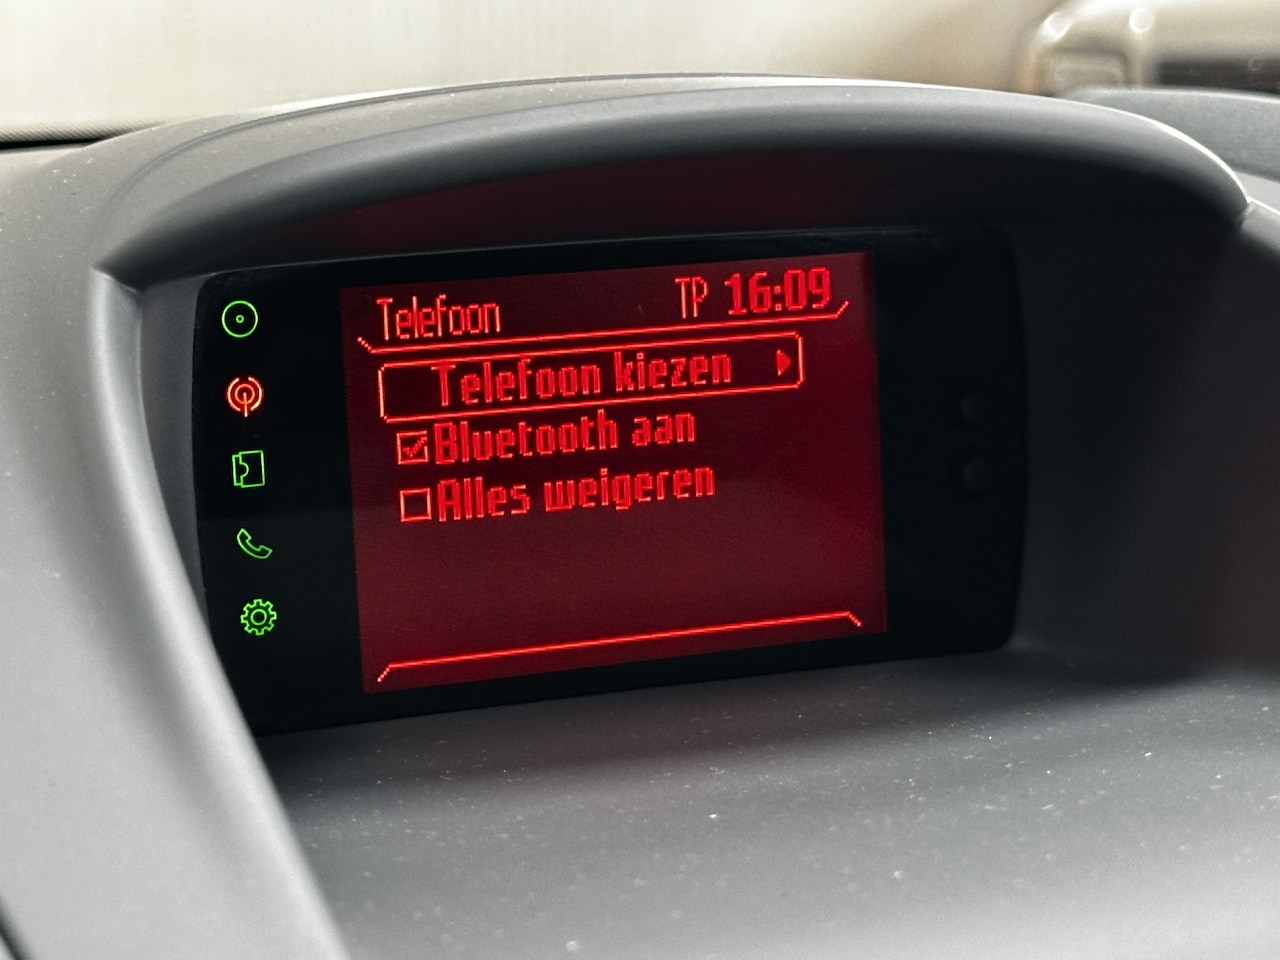 Telefoon TP 16:09
Telefoon kiezen
Bluetooth aan
Alles weigeren